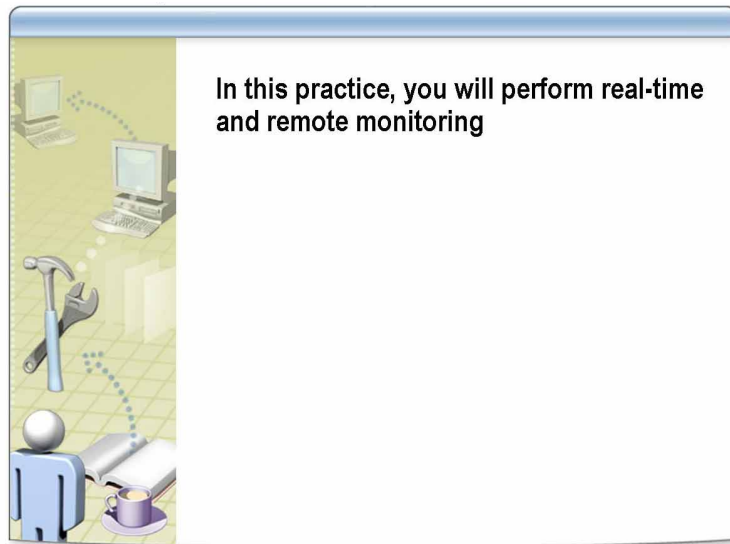 In this practice, you will perform real-time
and remote monitoring